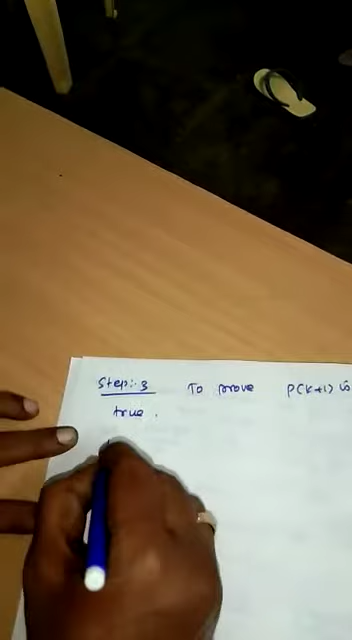 Step:-3 To prove P(k+1) is
true.